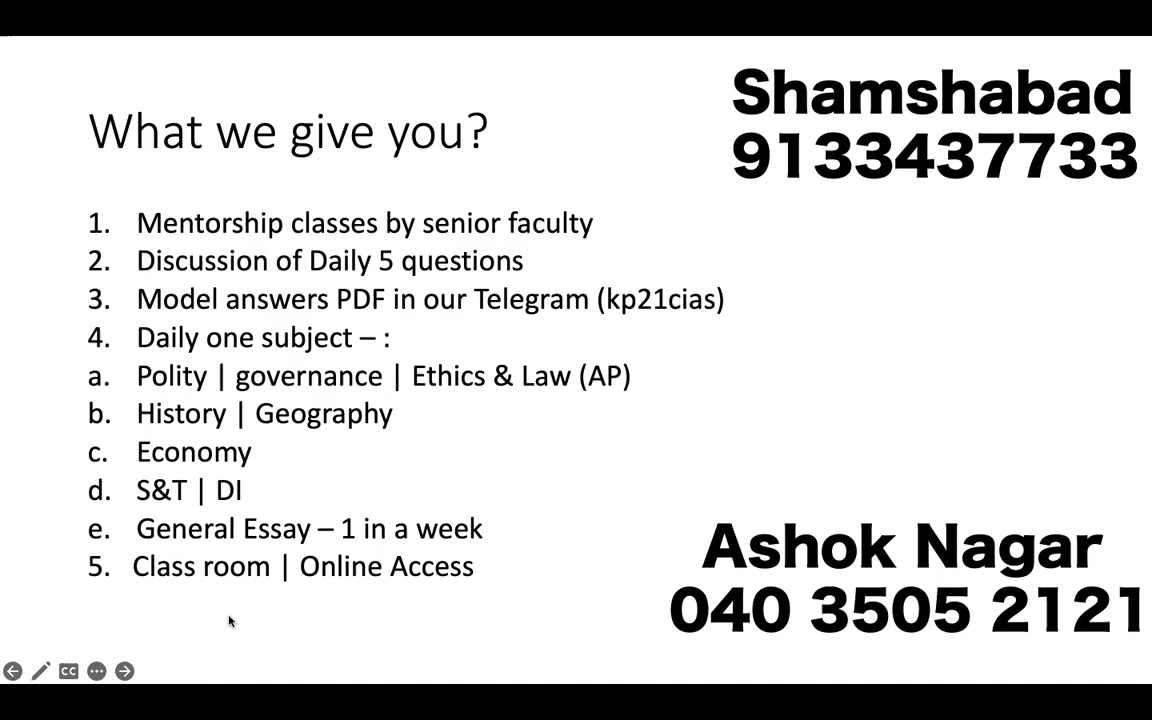 What we give you?
Shamshabad
9133437733
1. Mentorship classes by senior faculty
2. Discussion of Daily 5 questions
3. Model answers PDF in our Telegram (kp21cias)
4. Daily one subject – :
a. Polity | governance | Ethics & Law (AP)
b. History | Geography
c. Economy
d. S&T | DI
e. General Essay – 1 in a week
5. Class room | Online Access
Ashok Nagar
040 3505 2121
CC